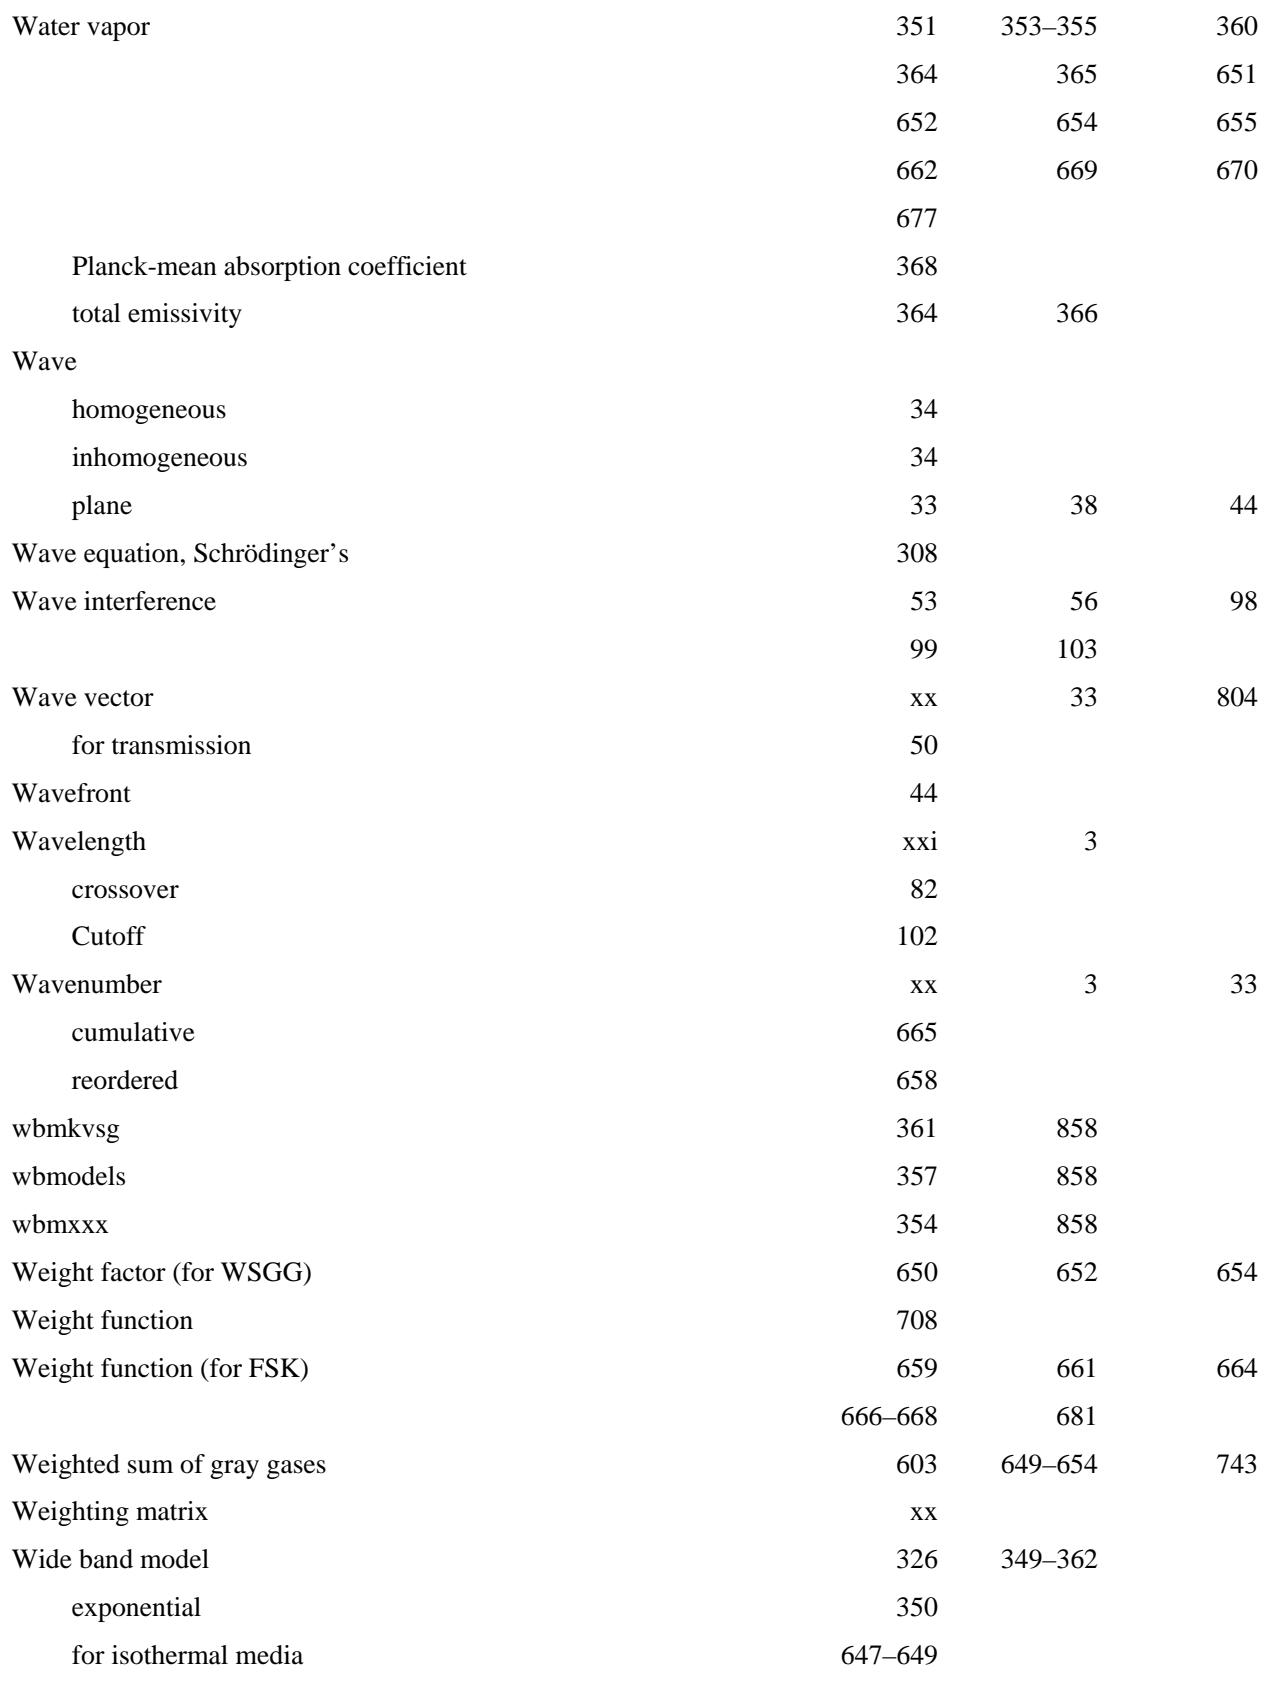 Water vapor 351 353–355 360
364 365 651
652 654 655
662 669 670
677
Planck-mean absorption coefficient 368
total emissivity 364 366
Wave
homogeneous 34
inhomogeneous 34
plane 33 38 44
Wave equation, Schrödinger’s 308
Wave interference 53 56 98
99 103
Wave vector xx 33 804
for transmission 50
Wavefront 44
Wavelength xxi 3
crossover 82
Cutoff 102
Wavenumber xx 3 33
cumulative 665
reordered 658
wbmkvsg 361 858
wbmodels 357 858
wbmxxx 354 858
Weight factor (for WSGG) 650 652 654
Weight function 708
Weight function (for FSK) 659 661 664
666–668 681
Weighted sum of gray gases 603 649–654 743
Weighting matrix xx
Wide band model 326 349–362
exponential 350
for isothermal media 647–649